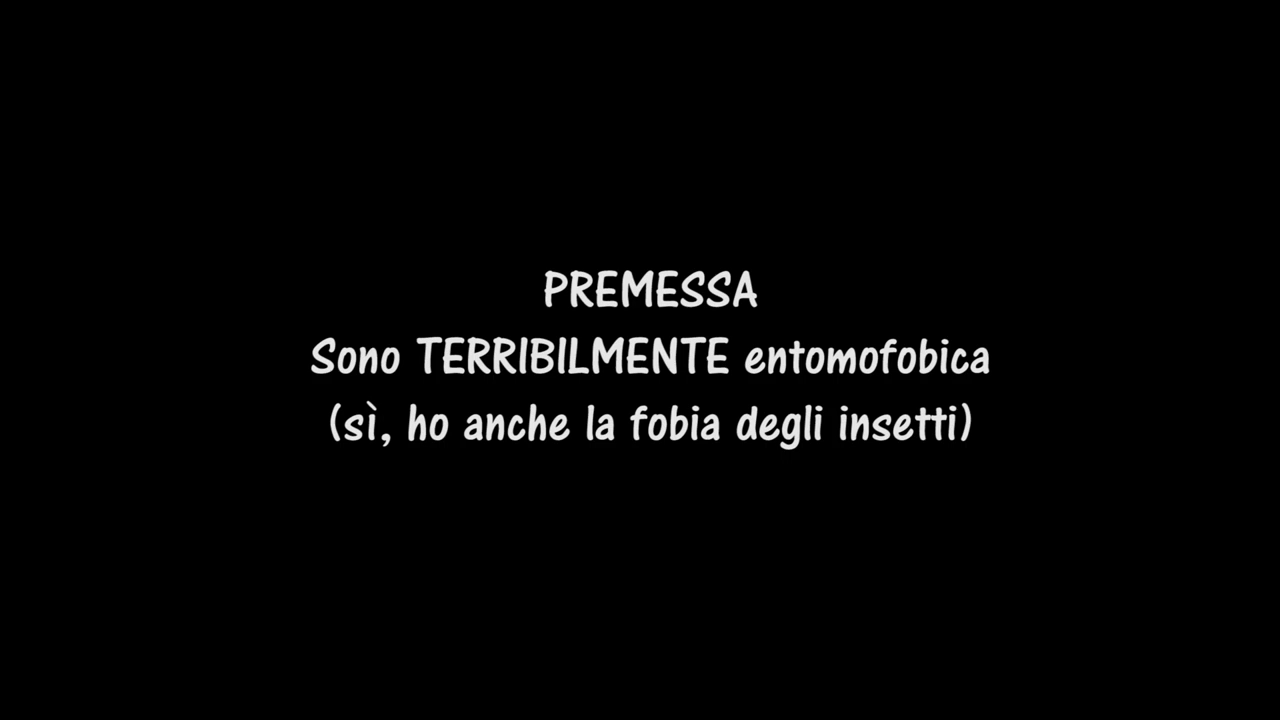 PREMESSA
Sono TERRIBILMENTE entomofobica
(sì, ho anche la fobia degli insetti)